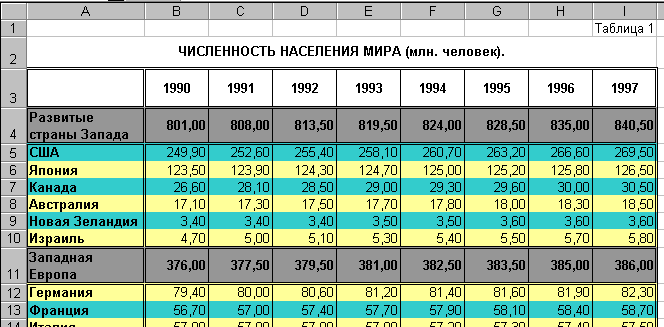 A B C D E F G H I
1 Таблица 1
2 ЧИСЛЕННОСТЬ НАСЕЛЕНИЯ МИРА (млн. человек).
3 1990 1991 1992 1993 1994 1995 1996 1997
Развитые
4 страны Запада 801,00 808,00 813,50 819,50 824,00 828,50 835,00 840,50
5 США 249,90 252,60 255,40 258,10 260,70 263,20 266,60 269,50
6 Япония 123,50 123,90 124,30 124,70 125,00 125,20 125,80 126,50
7 Канада 26,60 28,10 28,50 29,00 29,30 29,60 30,00 30,50
8 Австралия 17,10 17,30 17,50 17,70 17,80 18,00 18,30 18,50
9 Новая Зеландия 3,40 3,40 3,40 3,50 3,50 3,60 3,60 3,60
10 Израиль 4,70 5,00 5,10 5,30 5,40 5,50 5,70 5,80
Западная
11 Европа 376,00 377,50 379,50 381,00 382,50 383,50 385,00 386,00
12 Германия 79,40 80,00 80,60 81,20 81,40 81,60 81,90 82,30
13 Франция 56,70 57,00 57,40 57,70 57,90 58,10 58,40 58,70
14 Италия